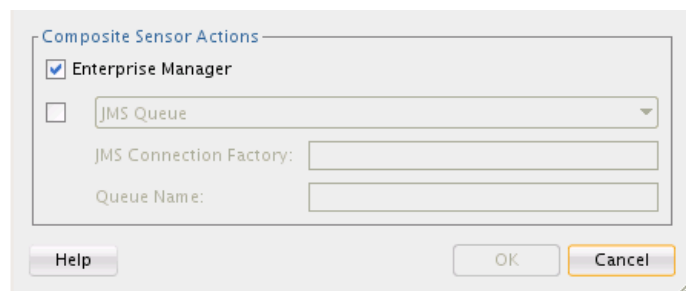 Composite Sensor Actions
Enterprise Manager
JMS Queue
JMS Connection Factory:
Queue Name:
Help OK Cancel